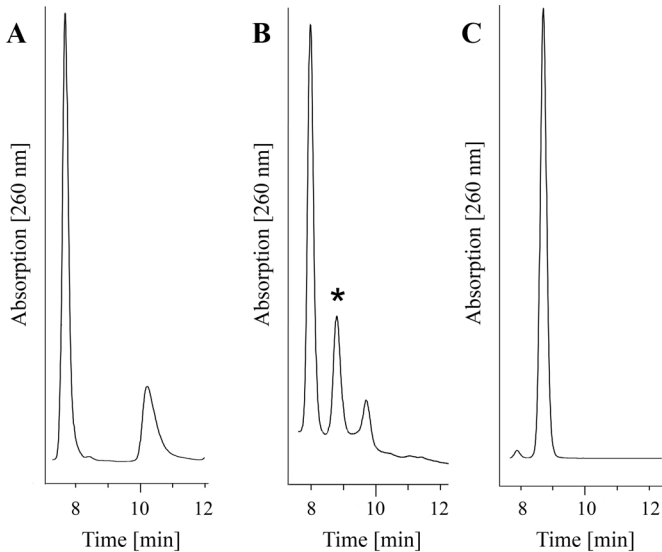 A
B
C
Absorption [260 nm]
Absorption [260 nm]
Absorption [260 nm]
*
8 10 12
8 10 12
8 10 12
Time [min]
Time [min]
Time [min]